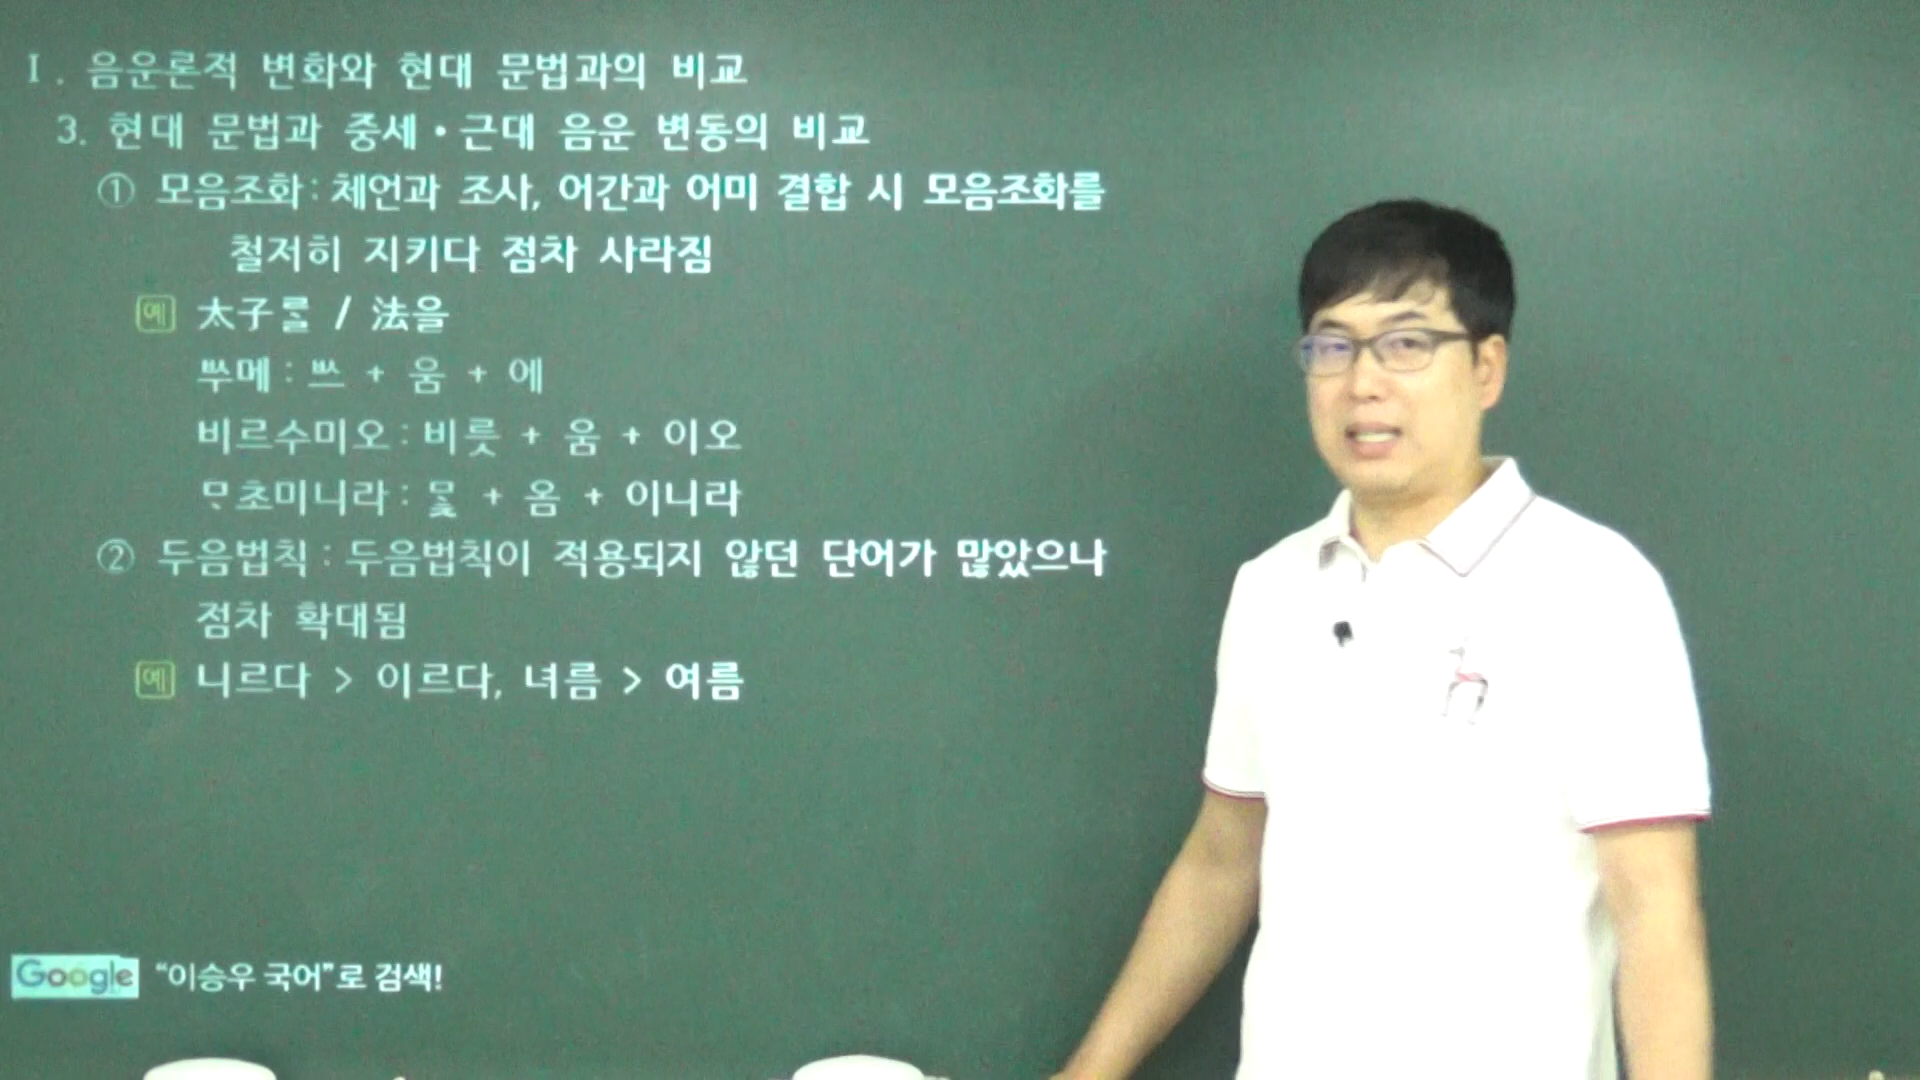 Ⅰ. 음운론적 변화와 현대 문법과의 비교
3. 현대 문법과 중세•근대 음운 변동의 비교
① 모음조화 : 체언과 조사, 어간과 어미 결합 시 모음조화를
철저히 지키다 점차 사라짐
예 太子ᄅᆞᆯ / 法을
ᄡᅮ메 : ᄡᅳ + 움 + 에
비르수미오 : 비릇 + 움 + 이오
ᄆᆞ초미니라 : ᄆᆞᆾ + 옴 + 이니라
② 두음법칙 : 두음법칙이 적용되지 않던 단어가 많았으나
점차 확대됨
예 니르다 > 이르다, 녀름 > 여름
Google “이승우 국어”로 검색!